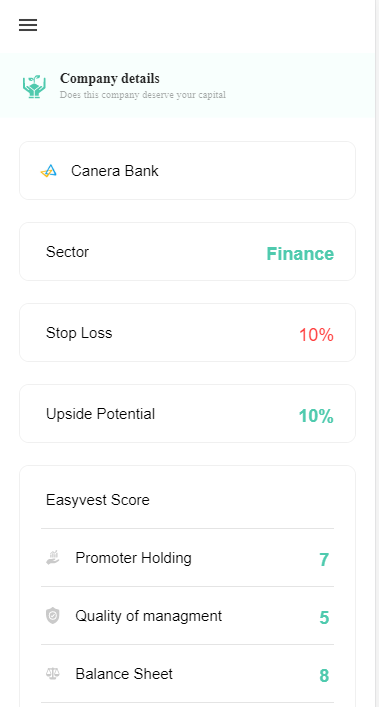 Company details
Does this company deserve your capital
Canera Bank
Sector Finance
Stop Loss 10%
Upside Potential 10%
Easyvest Score
Promoter Holding 7
Quality of managment 5
Balance Sheet 8